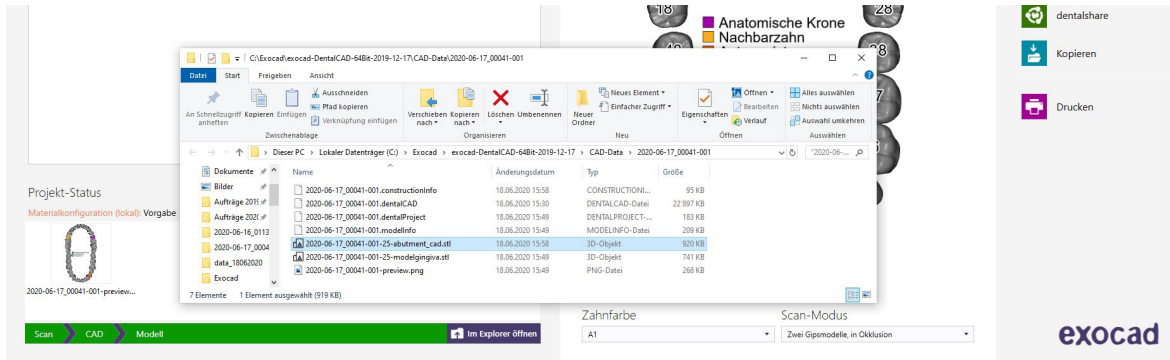 18
28
Anatomische Krone
Nachbarzahn
dentalshare
Kopieren
Drucken
C:\Exocad\exocad-DentalCAD-64Bit-2019-12-17\CAD-Data\2020-06-17_00041-001
Datei Start Freigeben Ansicht
An Schnellzugriff anheften
Kopieren
Einfügen
Ausschneiden
Pfad kopieren
Verknüpfung einfügen
Zwischenablage
Verschieben nach
Kopieren nach
Löschen
Umbenennen
Organisieren
Neuer Ordner
Neues Element
Einfacher Zugriff
Neu
Eigenschaften
Öffnen
Bearbeiten
Verlauf
Öffnen
Alles auswählen
Nichts auswählen
Auswahl umkehren
Auswählen
Dieser PC > Lokaler Datenträger (C:) > Exocad > exocad-DentalCAD-64Bit-2019-12-17 > CAD-Data > 2020-06-17_00041-001
"2020-06-...
Dokumente
Bilder
Aufträge 2019
Aufträge 202(
2020-06-16_0113
2020-06-17_0004
data_18062020
Exocad
Name Änderungsdatum Typ Größe
2020-06-17_00041-001.constructionInfo 18.06.2020 15:58 CONSTRUCTIONI... 95 KB
2020-06-17_00041-001.dentalCAD 18.06.2020 15:30 DENTALCAD-Datei 22'897 KB
2020-06-17_00041-001.dentalProject 18.06.2020 15:49 DENTALPROJECT-... 183 KB
2020-06-17_00041-001.modelInfo 18.06.2020 15:49 MODELINFO-Datei 209 KB
2020-06-17_00041-001-25-abutment_cad.stl 18.06.2020 15:58 3D-Objekt 920 KB
2020-06-17_00041-001-25-modelgingiva.stl 18.06.2020 15:49 3D-Objekt 741 KB
2020-06-17_00041-001-preview.png 18.06.2020 15:49 PNG-Datei 268 KB
7 Elemente 1 Element ausgewählt (919 KB)
Projekt-Status
Materialkonfiguration (lokal): Vorgabe
2020-06-17_00041-001-preview...
Scan CAD Modell
Im Explorer öffnen
Zahnfarbe
A1
Scan-Modus
Zwei Gipsmodelle, in Okklusion
exocad